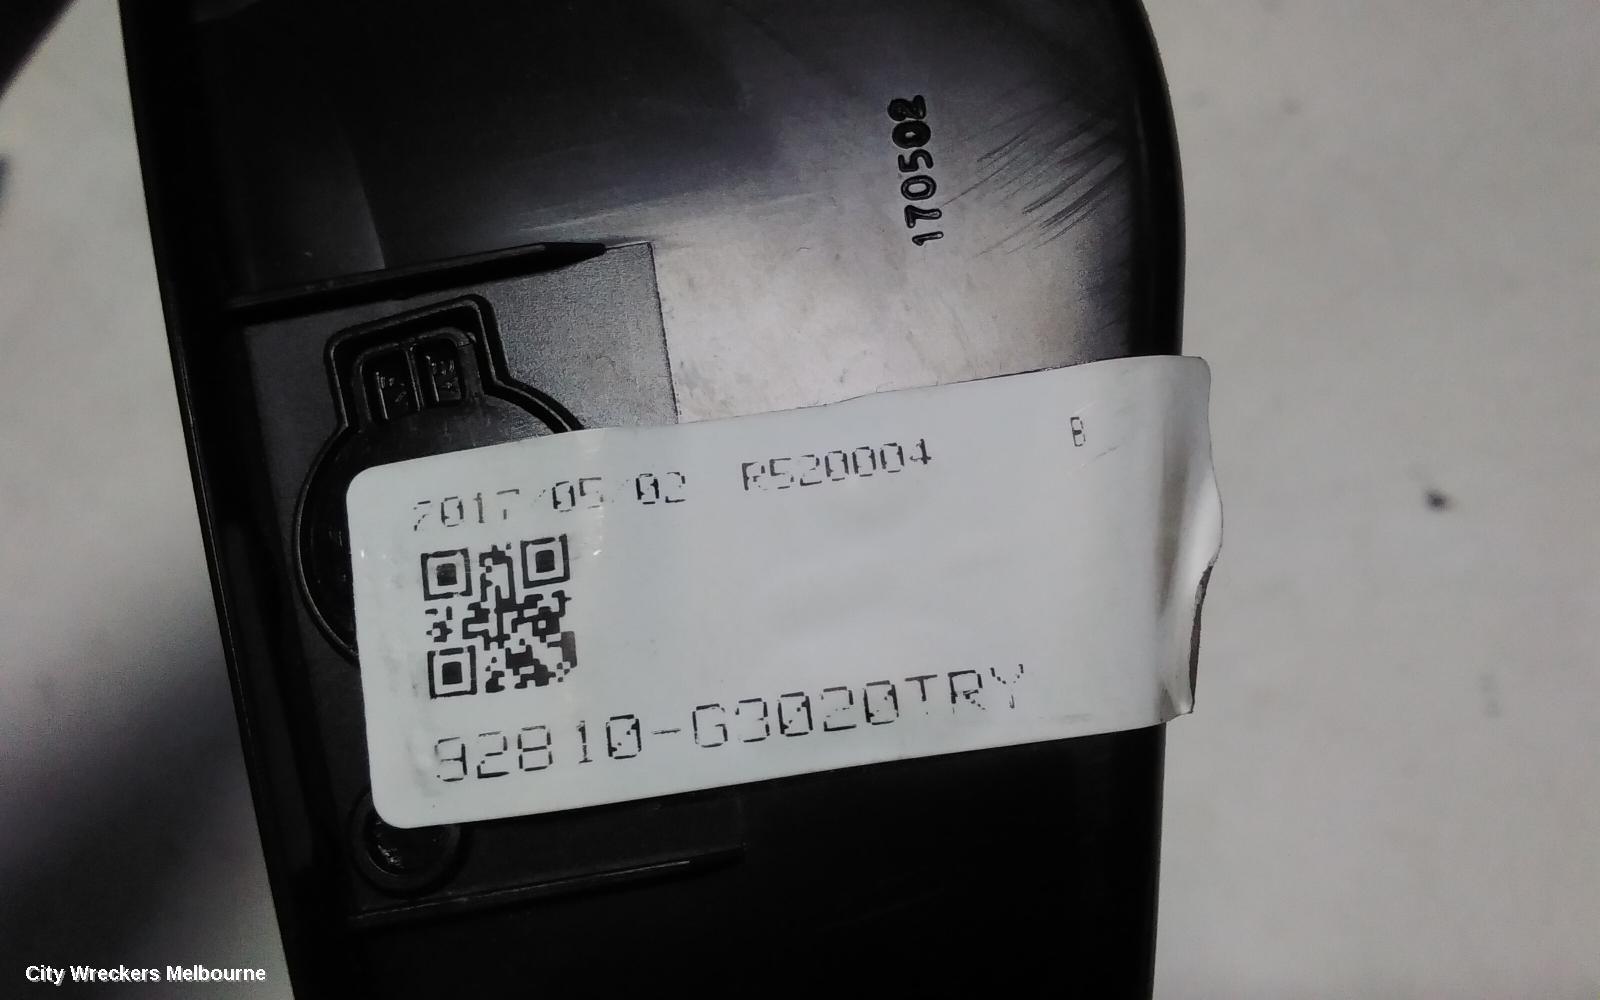 170502
2017/05/02 R520004 B
92810-G3020TRY
City Wreckers Melbourne